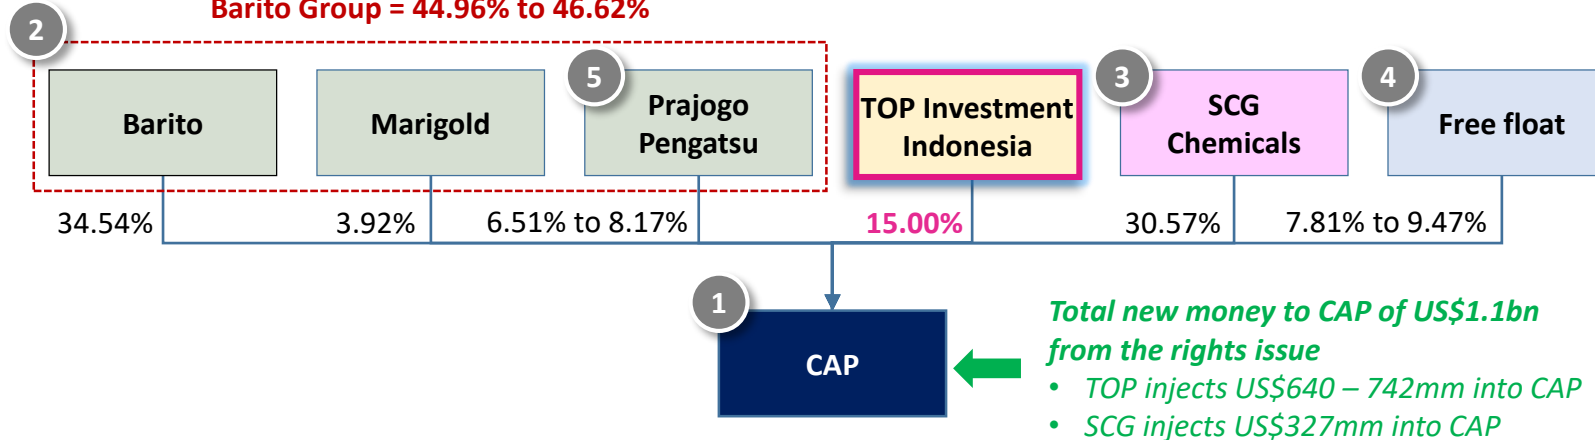 Barito Group = 44.96% to 46.62%
2
5
3
4
Barito
Marigold
Prajogo
Pengatsu
TOP Investment
Indonesia
SCG
Chemicals
Free float
34.54%
3.92%
6.51% to 8.17%
15.00%
30.57%
7.81% to 9.47%
1
CAP
Total new money to CAP of US$1.1bn
from the rights issue
• TOP injects US$640 – 742mm into CAP
• SCG injects US$327mm into CAP